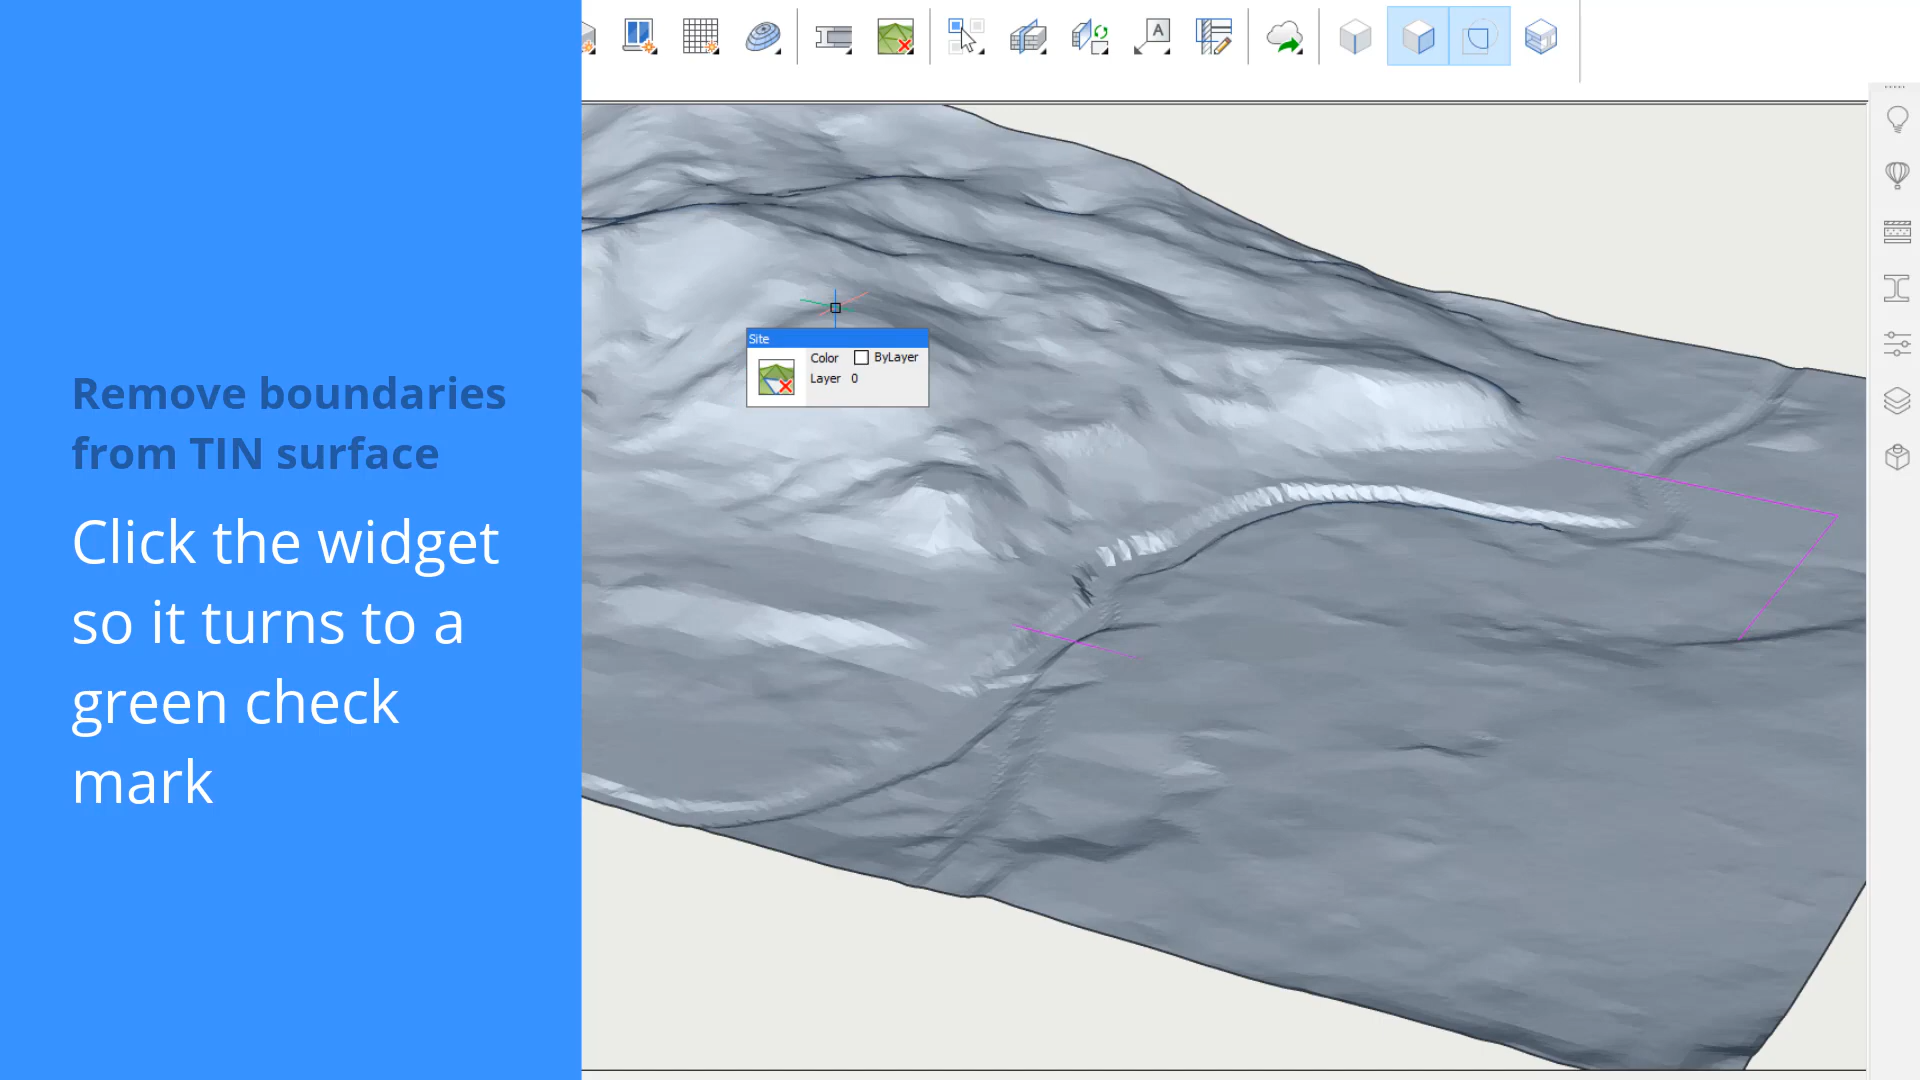 A
Site
Color ByLayer
Layer 0
Remove boundaries
from TIN surface
Click the widget
so it turns to a
green check
mark